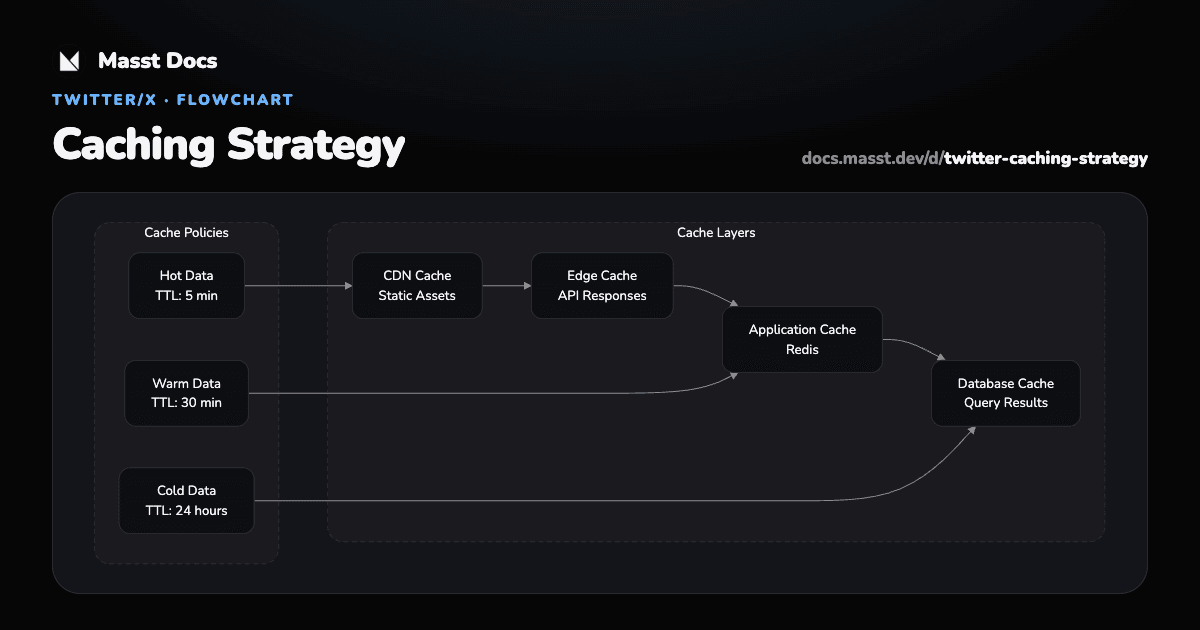 Masst Docs
TWITTER/X · FLOWCHART
Caching Strategy
docs.masst.dev/d/twitter-caching-strategy
Cache Policies
Hot Data
TTL: 5 min
Warm Data
TTL: 30 min
Cold Data
TTL: 24 hours
Cache Layers
CDN Cache
Static Assets
Edge Cache
API Responses
Application Cache
Redis
Database Cache
Query Results